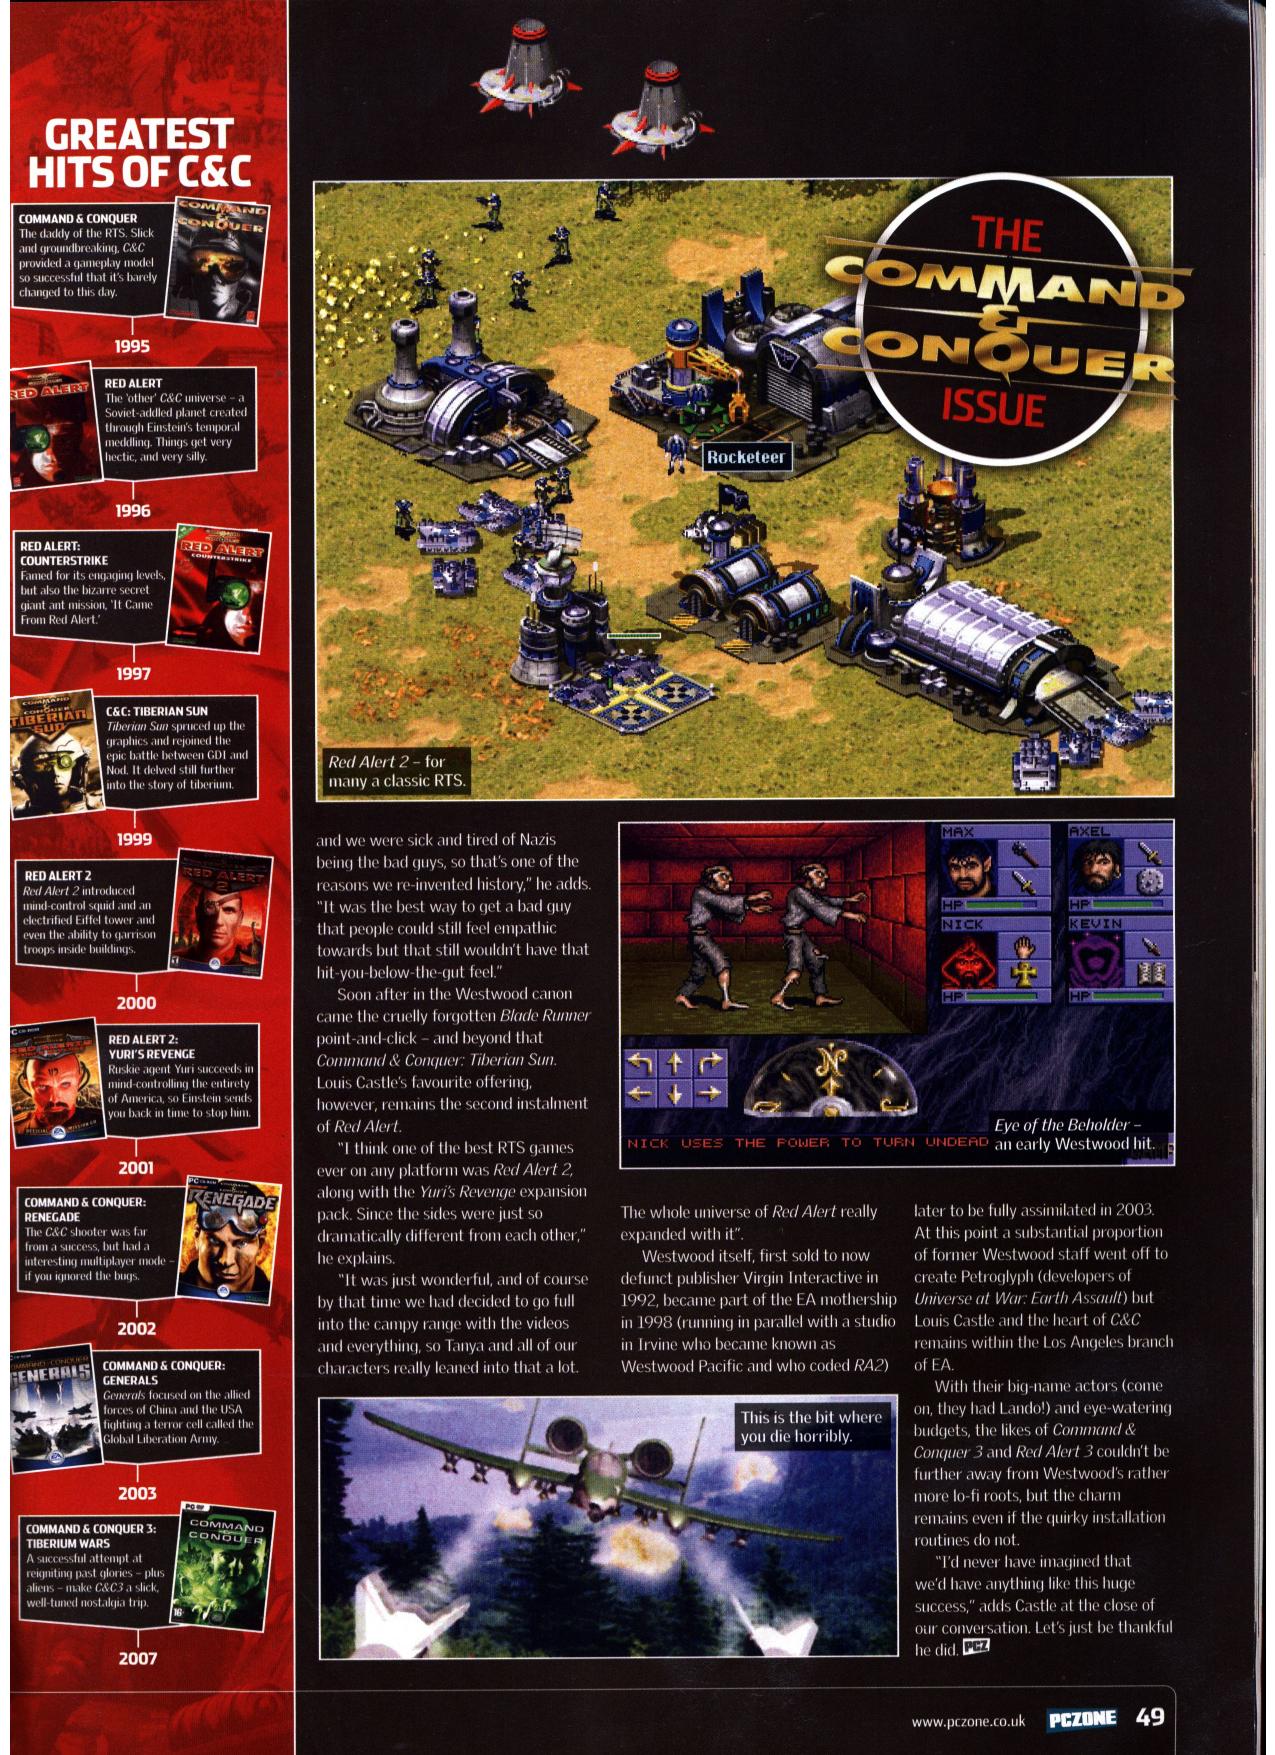 GREATEST
HITS OF C&C
COMMAND & CONQUER
The daddy of the RTS. Slick
and groundbreaking, C&C
provided a gameplay model
so successful that it's barely
changed to this day.
COMMAND
&
CONQUER
1995
RED ALERT
RED ALERT
The 'other' C&C universe – a
Soviet-addled planet created
through Einstein's temporal
meddling. Things get very
hectic, and very silly.
1996
RED ALERT:
COUNTERSTRIKE
Famed for its engaging levels,
but also the bizarre secret
giant ant mission, 'It Came
From Red Alert.'
RED ALERT
COUNTERSTRIKE
1997
COMMAND
& CONQUER
TIBERIAN
SUN
C&C: TIBERIAN SUN
Tiberian Sun spruced up the
graphics and rejoined the
epic battle between GDI and
Nod. It delved still further
into the story of tiberium.
1999
RED ALERT 2
Red Alert 2 introduced
mind-control squid and an
electrified Eiffel tower and
even the ability to garrison
troops inside buildings.
RED ALERT
2
2000
RED ALERT 2:
YURI'S REVENGE
Ruskie agent Yuri succeeds in
mind-controlling the entirety
of America, so Einstein sends
you back in time to stop him.
2001
COMMAND & CONQUER:
RENEGADE
The C&C shooter was far
from a success, but had a
interesting multiplayer mode –
if you ignored the bugs.
PC CD-ROM
RENEGADE
2002
COMMAND & CONQUER
GENERALS
COMMAND & CONQUER:
GENERALS
Generals focused on the allied
forces of China and the USA
fighting a terror cell called the
Global Liberation Army.
2003
COMMAND & CONQUER 3:
TIBERIUM WARS
A successful attempt at
reigniting past glories – plus
aliens – make C&C3 a slick,
well-tuned nostalgia trip.
COMMAND
&
CONQUER
3
16
2007
THE
COMMAND
&
CONQUER
ISSUE
Rocketeer
Red Alert 2 – for
many a classic RTS.
and we were sick and tired of Nazis
being the bad guys, so that's one of the
reasons we re-invented history," he adds.
"It was the best way to get a bad guy
that people could still feel empathic
towards but that still wouldn't have that
hit-you-below-the-gut feel."
Soon after in the Westwood canon
came the cruelly forgotten Blade Runner
point-and-click – and beyond that
Command & Conquer: Tiberian Sun.
Louis Castle's favourite offering,
however, remains the second instalment
of Red Alert.
"I think one of the best RTS games
ever on any platform was Red Alert 2,
along with the Yuri's Revenge expansion
pack. Since the sides were just so
dramatically different from each other,"
he explains.
"It was just wonderful, and of course
by that time we had decided to go full
into the campy range with the videos
and everything, so Tanya and all of our
characters really leaned into that a lot.
MAX
HP
AXEL
HP
NICK
HP
KEVIN
HP
N
NICK USES THE POWER TO TURN UNDEAD
Eye of the Beholder –
an early Westwood hit.
The whole universe of Red Alert really
expanded with it".
Westwood itself, first sold to now
defunct publisher Virgin Interactive in
1992, became part of the EA mothership
in 1998 (running in parallel with a studio
in Irvine who became known as
Westwood Pacific and who coded RA2)
later to be fully assimilated in 2003.
At this point a substantial proportion
of former Westwood staff went off to
create Petroglyph (developers of
Universe at War: Earth Assault) but
Louis Castle and the heart of C&C
remains within the Los Angeles branch
of EA.
With their big-name actors (come
on, they had Lando!) and eye-watering
budgets, the likes of Command &
Conquer 3 and Red Alert 3 couldn't be
further away from Westwood's rather
more lo-fi roots, but the charm
remains even if the quirky installation
routines do not.
"I'd never have imagined that
we'd have anything like this huge
success," adds Castle at the close of
our conversation. Let's just be thankful
he did. PCZ
This is the bit where
you die horribly.
www.pczone.co.uk PCZONE 49